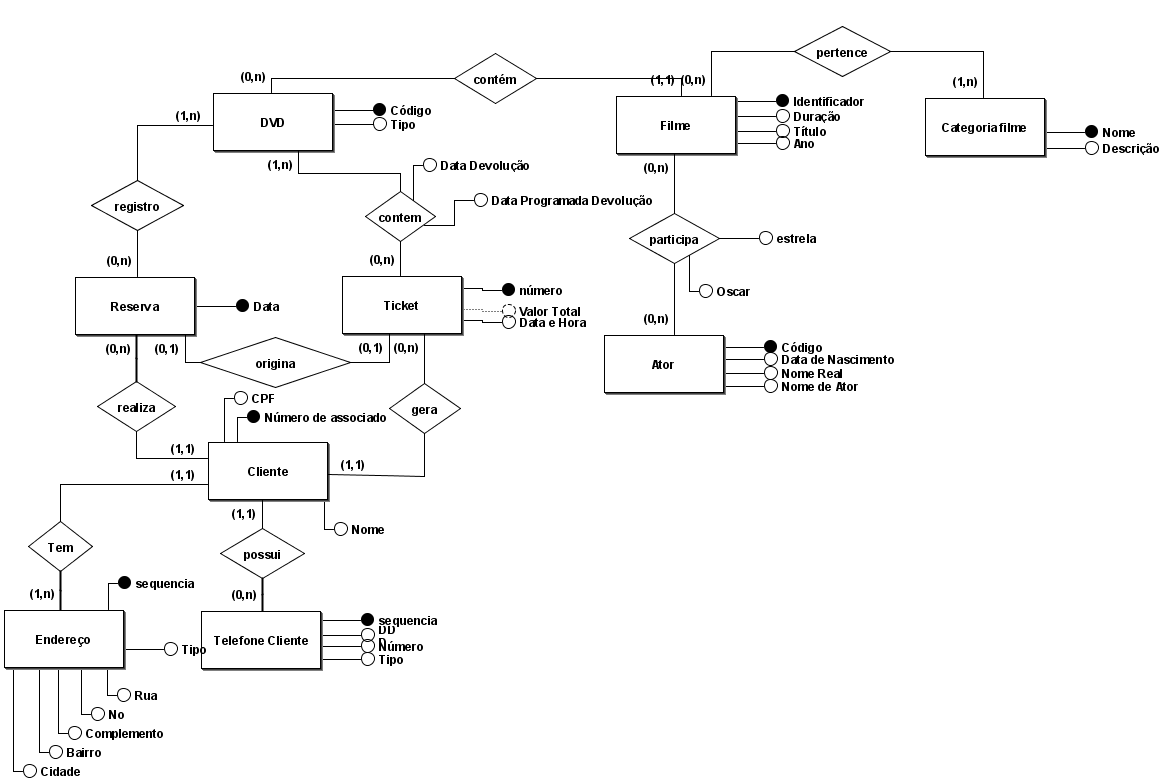 pertence
contém
(0,n)
(1,1)
(0,n)
(1,n)
DVD
Código
Tipo
(1,n)
(1,n)
Filme
Identificador
Duração
Título
Ano
Categoria filme
Nome
Descrição
(0,n)
Data Devolução
Data Programada Devolução
registro
contem
participa
estrela
Oscar
(0,n)
(0,n)
(0,n)
Reserva
Data
Ticket
número
Valor Total
Data e Hora
(0,n)
(0,1)
origina
(0,1)
(0,n)
Ator
Código
Data de Nascimento
Nome Real
Nome de Ator
realiza
CPF
Número de associado
gera
(1,1)
(1,1)
Cliente
(1,1)
(1,1)
Nome
Tem
possui
(1,n)
sequencia
(0,n)
Endereço
Tipo
Telefone Cliente
sequencia
DD
D
Número
Tipo
Rua
No
Complemento
Bairro
Cidade